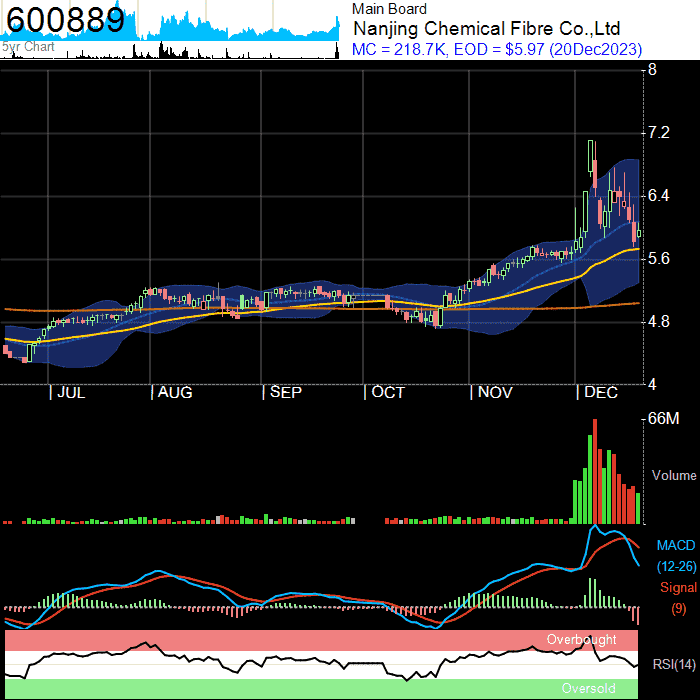 600889
5yr Chart
Main Board
Nanjing Chemical Fibre Co.,Ltd
MC = 218.7K, EOD = $5.97 (20Dec2023)
8
7.2
6.4
5.6
4.8
4
JUL AUG SEP OCT NOV DEC
66M
Volume
MACD
(12-26)
Signal
(9)
Overbought
RSI(14)
Oversold